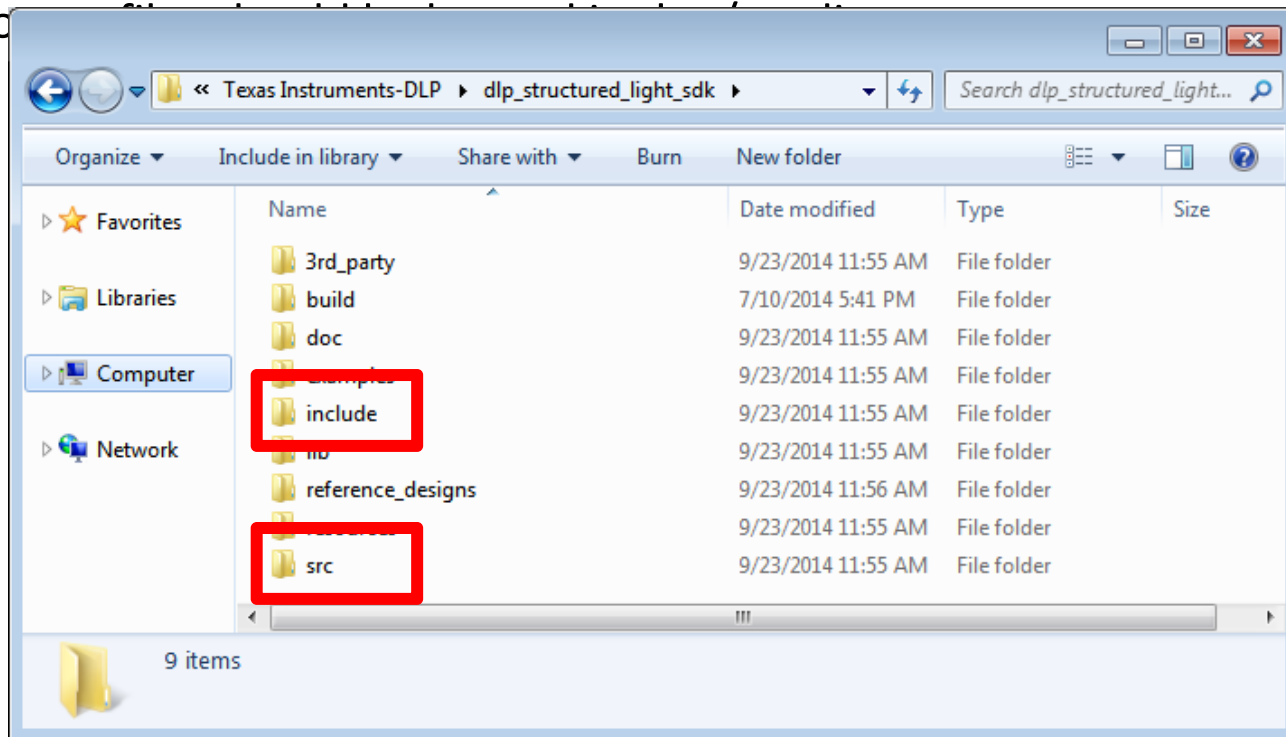 « Texas Instruments-DLP ▸ dlp_structured_light_sdk ▸ Search dlp_structured_light...
Organize ▾ Include in library ▾ Share with ▾ Burn New folder
Name Date modified Type Size
Favorites
Libraries
Computer
Network
3rd_party 9/23/2014 11:55 AM File folder
build 7/10/2014 5:41 PM File folder
doc 9/23/2014 11:55 AM File folder
9/23/2014 11:55 AM File folder
include 9/23/2014 11:55 AM File folder
lib 9/23/2014 11:55 AM File folder
reference_designs 9/23/2014 11:56 AM File folder
9/23/2014 11:55 AM File folder
src 9/23/2014 11:55 AM File folder
9 items